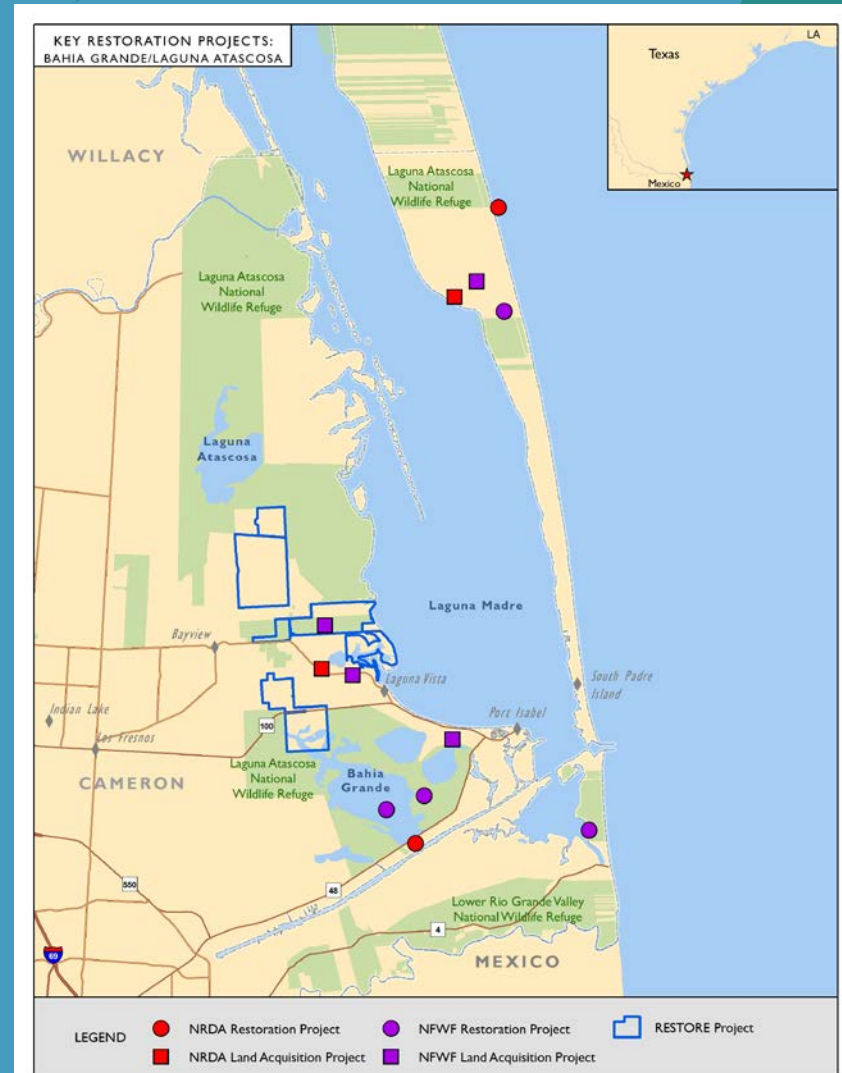 KEY RESTORATION PROJECTS:
BAHIA GRANDE/LAGUNA ATASCOSA
LA
Texas
Mexico
WILLACY
Laguna Atascosa
National
Wildlife Refuge
Laguna Atascosa
National
Wildlife Refuge
Laguna
Atascosa
Laguna Madre
Bayview
Laguna Vista
South Padre
Island
Indian Lake
Port Isabel
100
Los Fresnos
Laguna Atascosa
National
Wildlife Refuge
Bahia
Grande
CAMERON
550
48
Lower Rio Grande Valley
National Wildlife Refuge
4
69
MEXICO
LEGEND
NRDA Restoration Project
NFWF Restoration Project
RESTORE Project
NRDA Land Acquisition Project
NFWF Land Acquisition Project